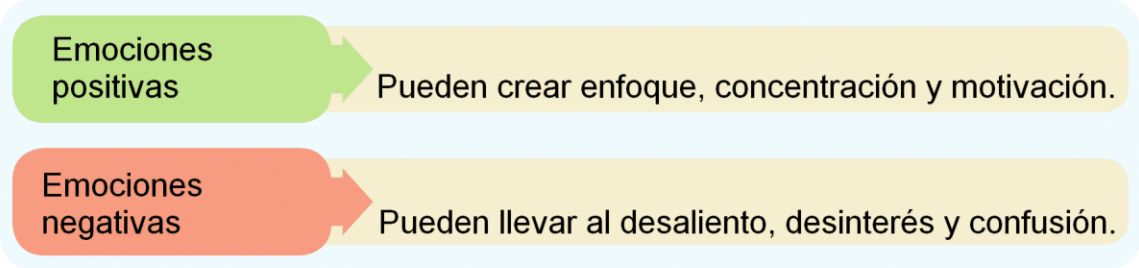 Emociones
positivas
Pueden crear enfoque, concentración y motivación.
Emociones
negativas
Pueden llevar al desaliento, desinterés y confusión.